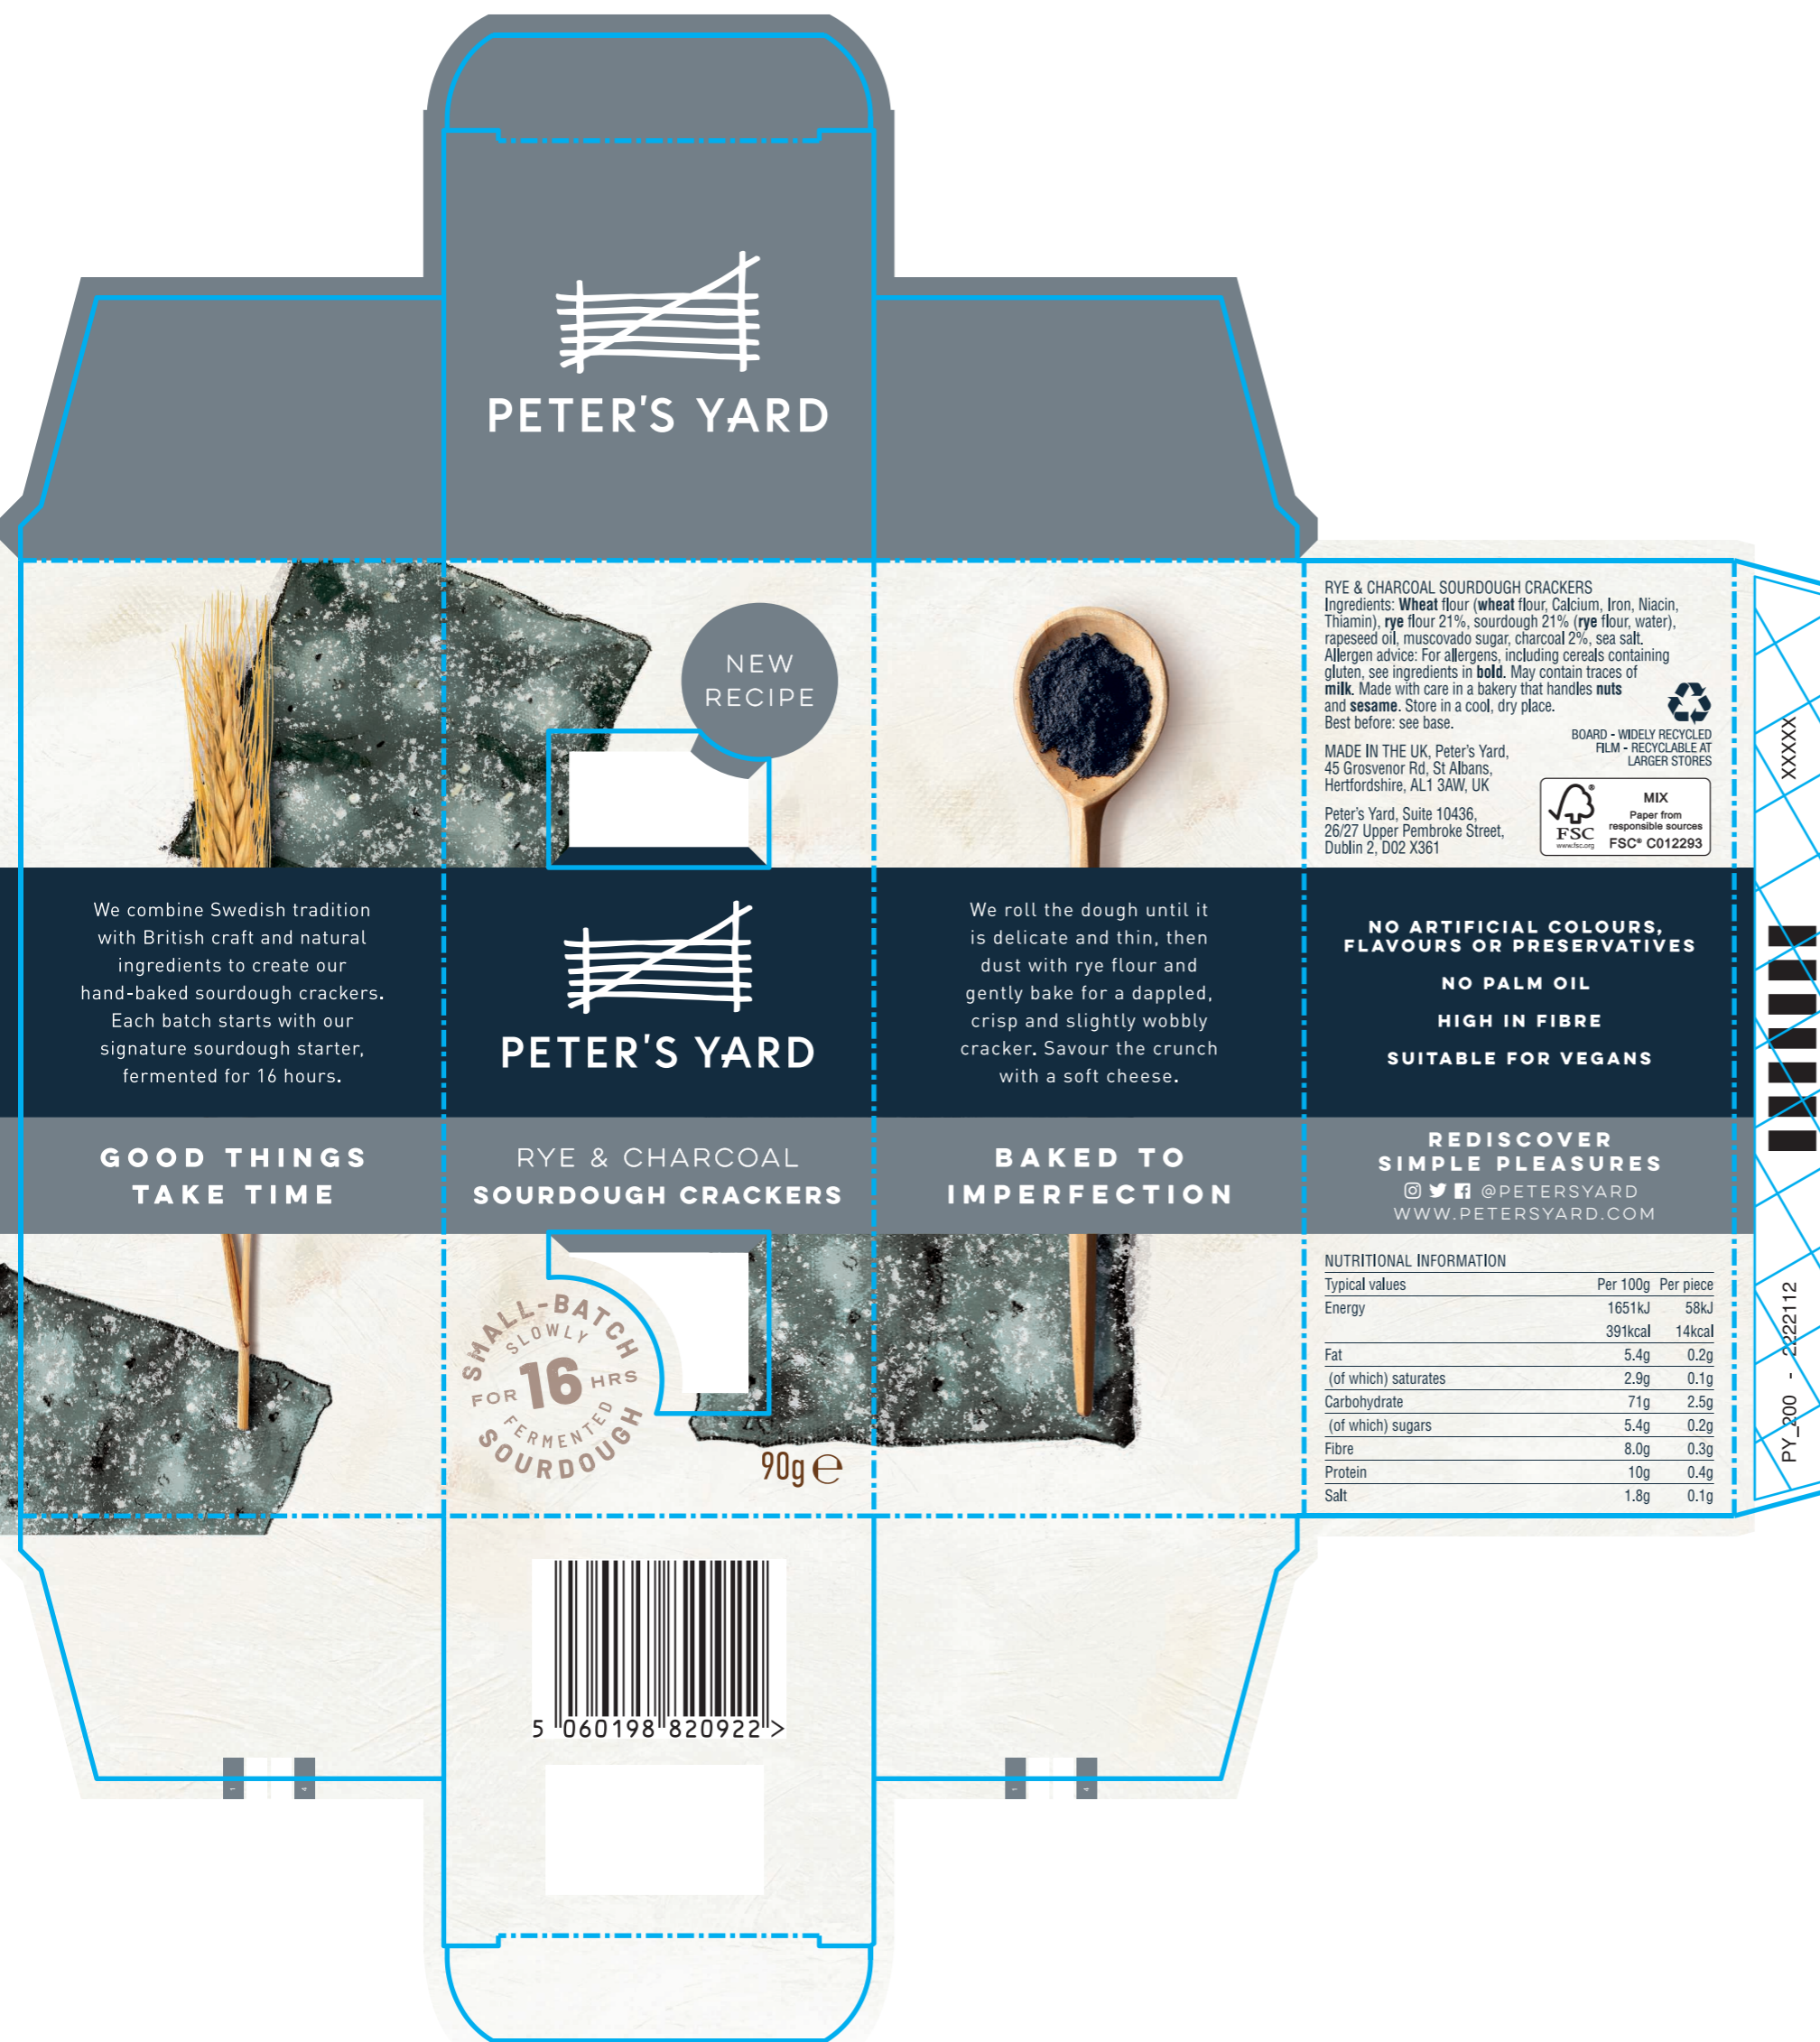 PETER'S YARD
NEW
RECIPE
We combine Swedish tradition
with British craft and natural
ingredients to create our
hand-baked sourdough crackers.
Each batch starts with our
signature sourdough starter,
fermented for 16 hours.
GOOD THINGS
TAKE TIME
PETER'S YARD
RYE & CHARCOAL
SOURDOUGH CRACKERS
SMALL-BATCH
SLOWLY
FOR 16 HRS
FERMENTED
SOURDOUGH
90g ℮
We roll the dough until it
is delicate and thin, then
dust with rye flour and
gently bake for a dappled,
crisp and slightly wobbly
cracker. Savour the crunch
with a soft cheese.
BAKED TO
IMPERFECTION
RYE & CHARCOAL SOURDOUGH CRACKERS
Ingredients: Wheat flour (wheat flour, Calcium, Iron, Niacin,
Thiamin), rye flour 21%, sourdough 21% (rye flour, water),
rapeseed oil, muscovado sugar, charcoal 2%, sea salt.
Allergen advice: For allergens, including cereals containing
gluten, see ingredients in bold. May contain traces of
milk. Made with care in a bakery that handles nuts
and sesame. Store in a cool, dry place.
Best before: see base.
BOARD - WIDELY RECYCLED
FILM - RECYCLABLE AT
LARGER STORES
MADE IN THE UK, Peter's Yard,
45 Grosvenor Rd, St Albans,
Hertfordshire, AL1 3AW, UK
Peter's Yard, Suite 10436,
26/27 Upper Pembroke Street,
Dublin 2, D02 X361
FSC
www.fsc.org
MIX
Paper from
responsible sources
FSC® C012293
NO ARTIFICIAL COLOURS,
FLAVOURS OR PRESERVATIVES
NO PALM OIL
HIGH IN FIBRE
SUITABLE FOR VEGANS
REDISCOVER
SIMPLE PLEASURES
@PETERSYARD
WWW.PETERSYARD.COM
NUTRITIONAL INFORMATION
Typical values Per 100g Per piece
Energy 1651kJ 58kJ
391kcal 14kcal
Fat 5.4g 0.2g
(of which) saturates 2.9g 0.1g
Carbohydrate 71g 2.5g
(of which) sugars 5.4g 0.2g
Fibre 8.0g 0.3g
Protein 10g 0.4g
Salt 1.8g 0.1g
XXXXX
PY_200 - 2222112
5 060198 820922 >
1 4
1 4